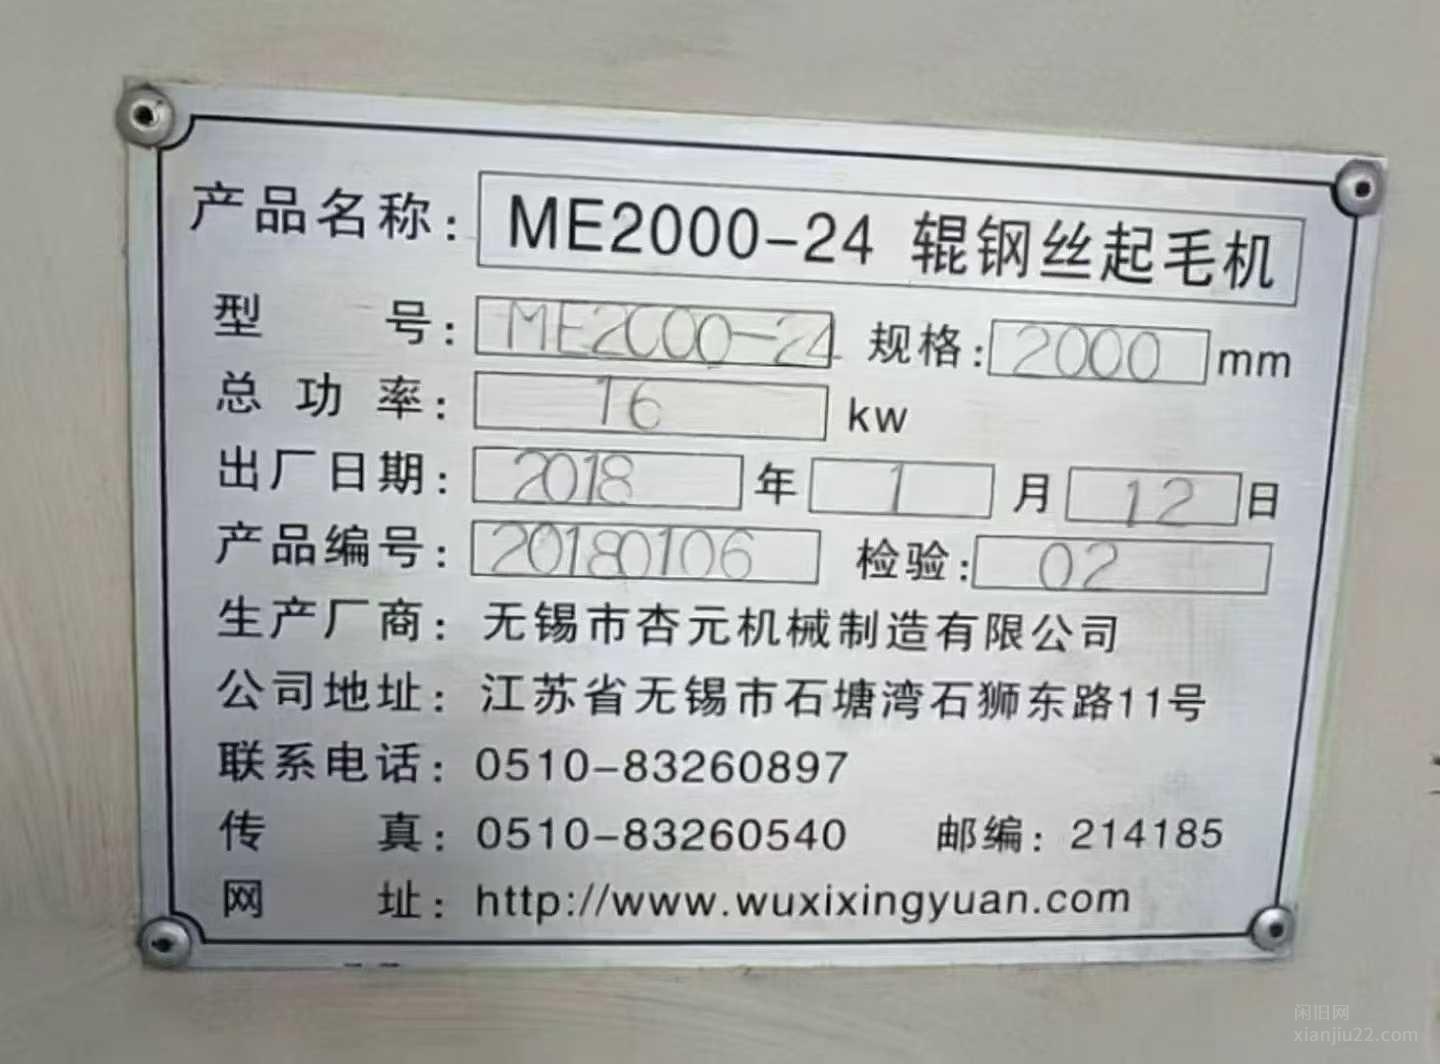 产品名称: ME2000-24 辊钢丝起毛机
型 号: ME2000-24 规格: 2000 mm
总 功 率: 16 kw
出厂日期: 2018 年 1 月 12 日
产品编号: 20180106 检验: 02
生产厂商: 无锡市杏元机械制造有限公司
公司地址: 江苏省无锡市石塘湾石狮东路11号
联系电话: 0510-83260897
传 真: 0510-83260540 邮编: 214185
网 址: http://www.wuxixingyuan.com
闲旧网
xianjiu22.com